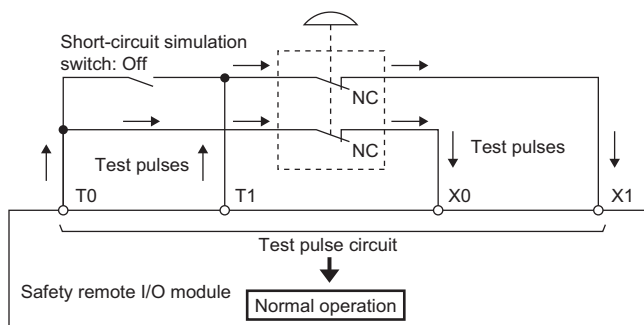 Short-circuit simulation
switch: Off
NC
NC
Test pulses
Test pulses
T0
T1
X0
X1
Test pulse circuit
Safety remote I/O module
Normal operation